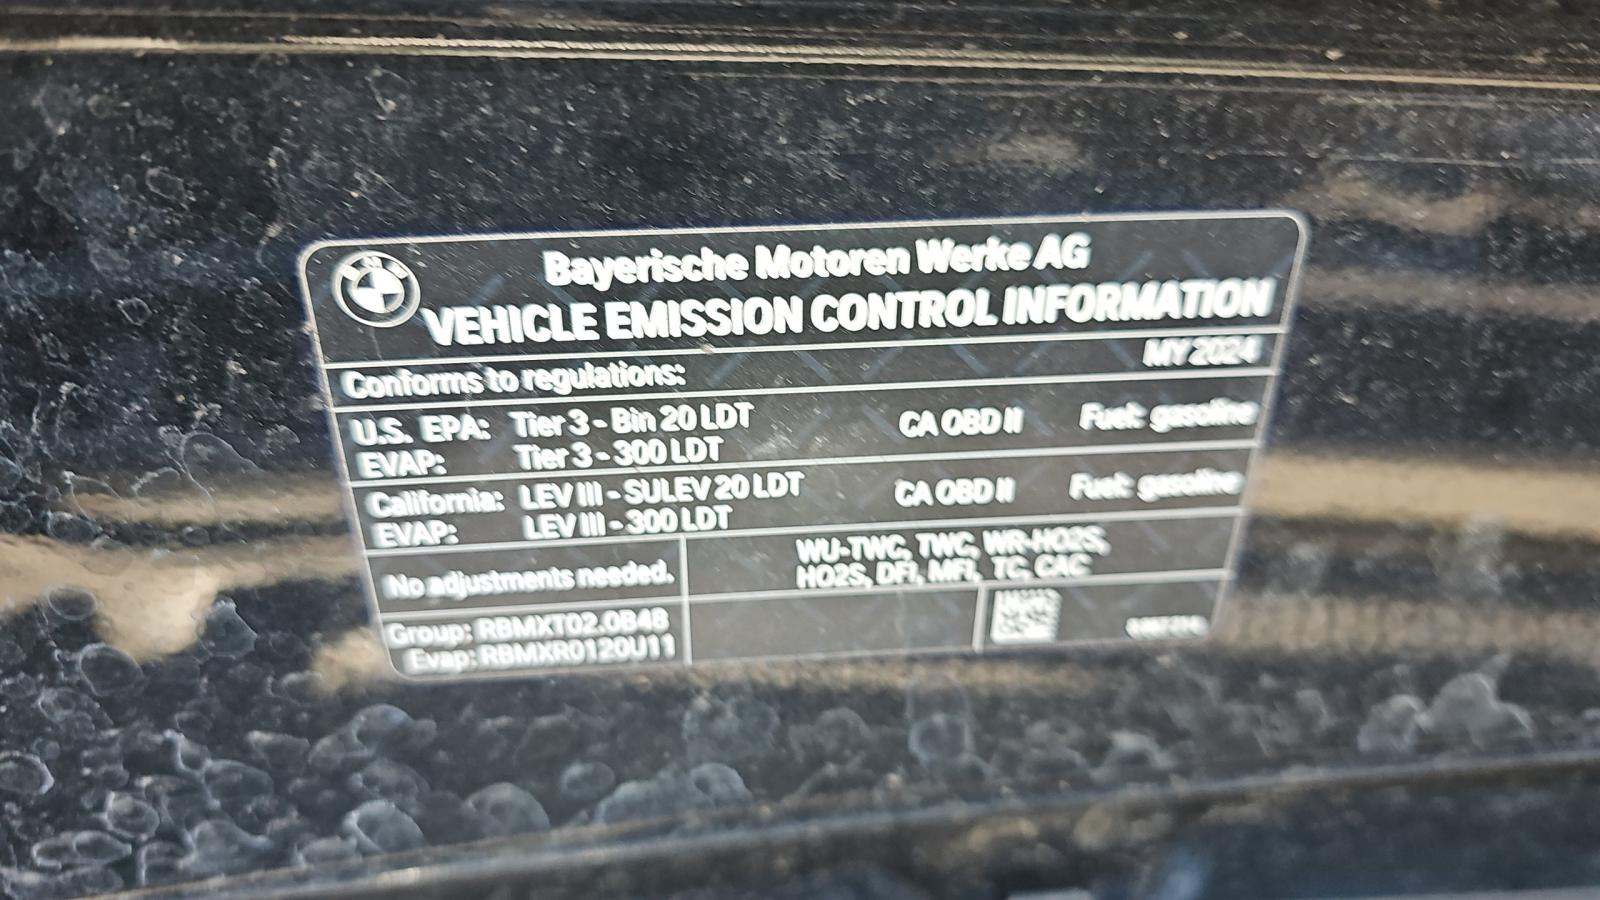 BMW
Bayerische Motoren Werke AG
VEHICLE EMISSION CONTROL INFORMATION
Conforms to regulations: MY 2024
U.S. EPA: Tier 3 - Bin 20 LDT CA OBD II Fuel: gasoline
EVAP: Tier 3 - 300 LDT
California: LEV III - SULEV 20 LDT CA OBD II Fuel: gasoline
EVAP: LEV III - 300 LDT
No adjustments needed.
WU-TWC, TWC, WR-HO2S,
HO2S, DFI, MFI, TC, CAC
Group: RBMXT02.0B48
Evap: RBMXR0120U11